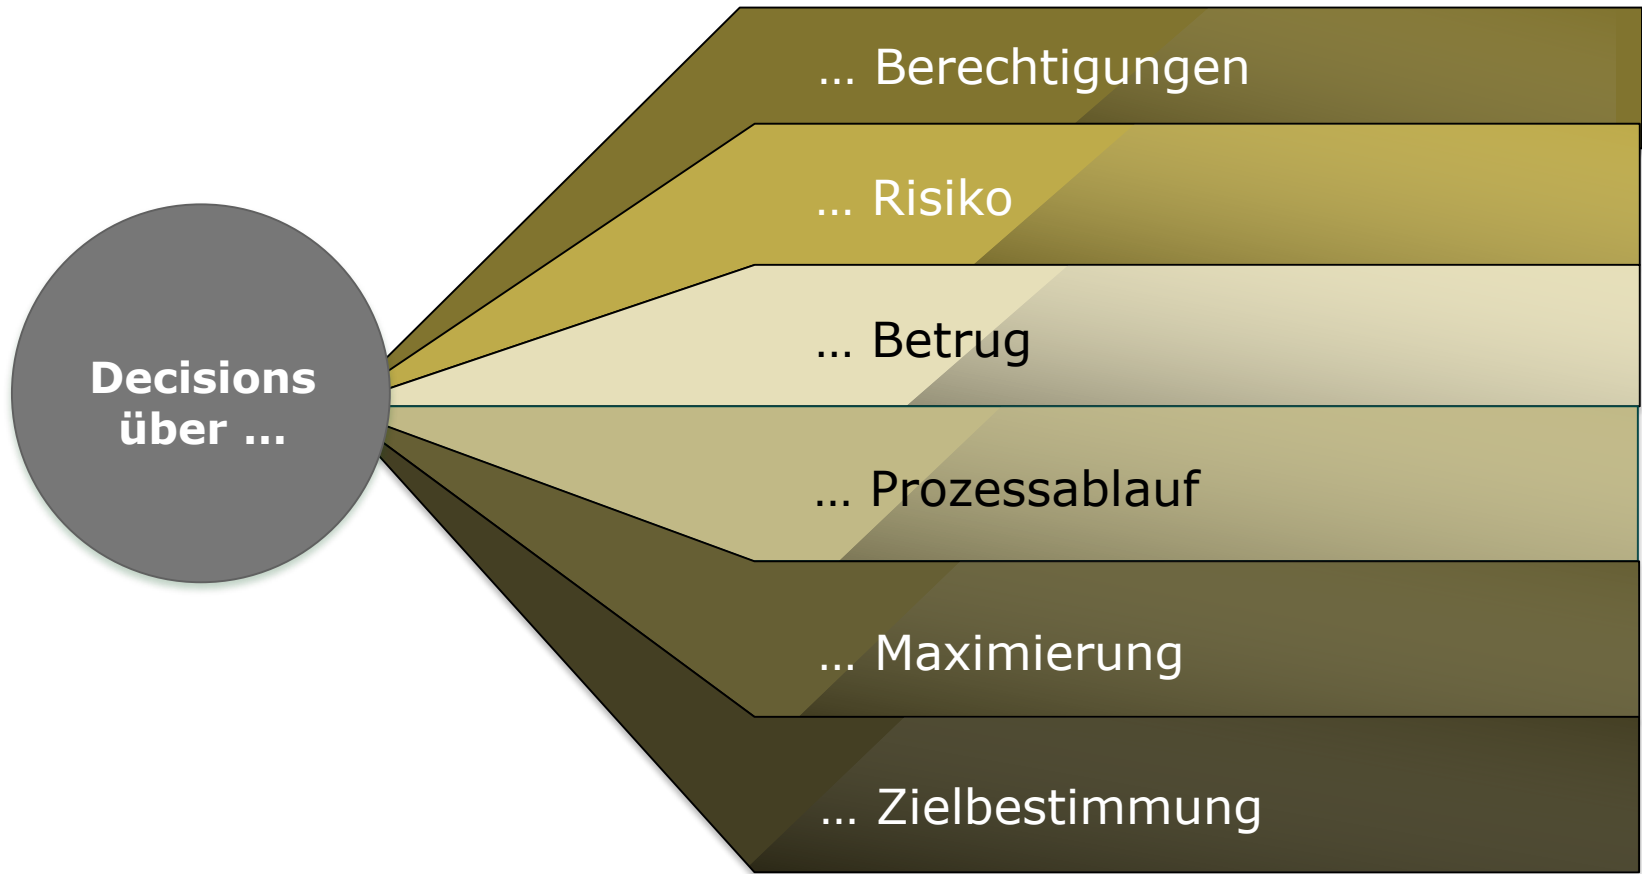 Decisions
über ...
... Berechtigungen
... Risiko
... Betrug
... Prozessablauf
... Maximierung
... Zielbestimmung